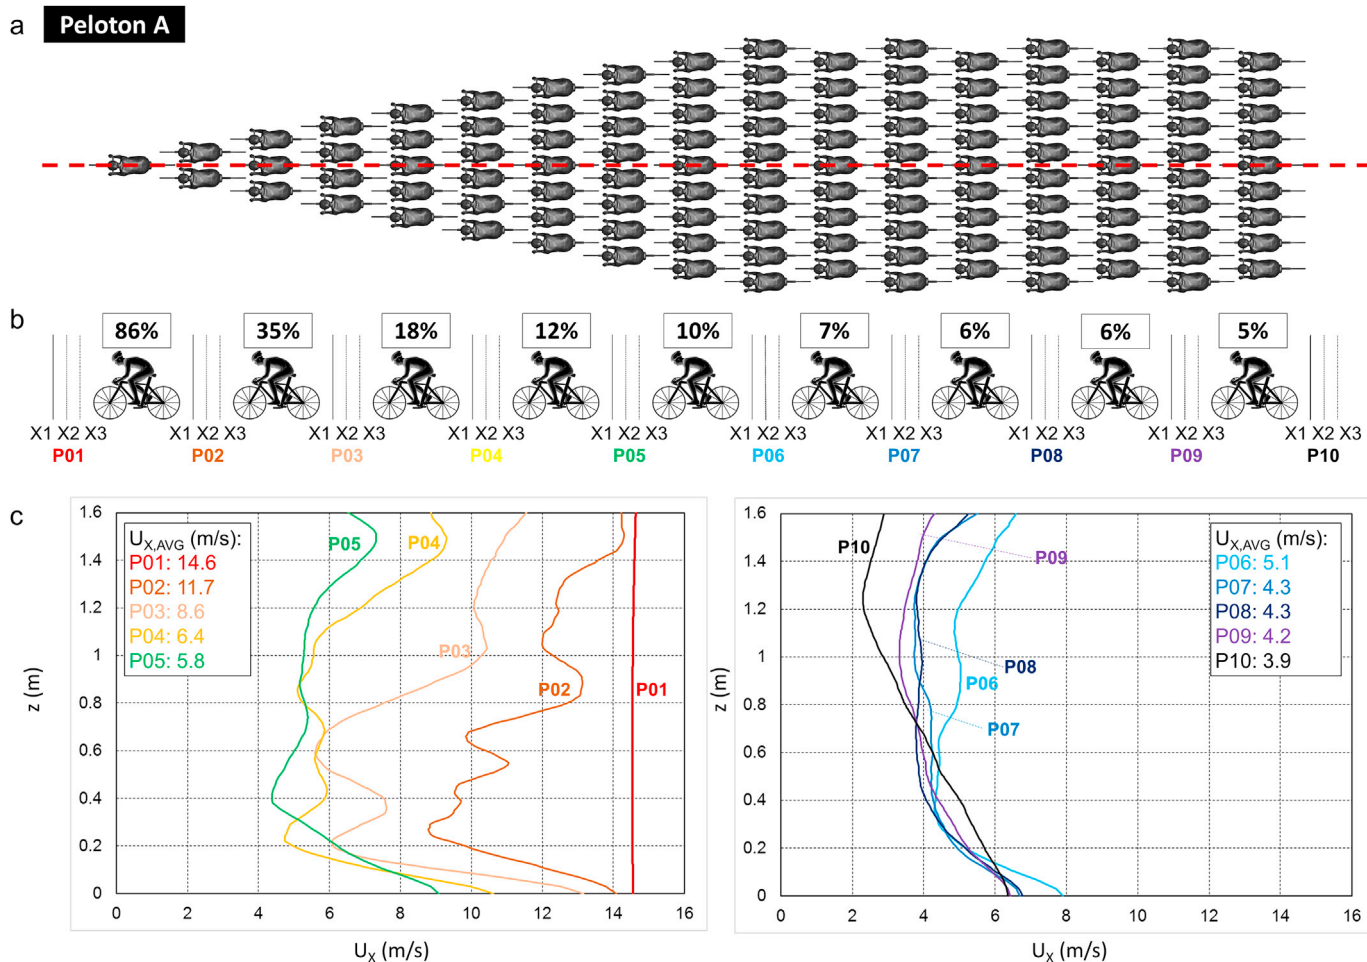 a
Peloton A
b
86% 35% 18% 12% 10% 7% 6% 6% 5%
X1 X2 X3 X1 X2 X3 X1 X2 X3 X1 X2 X3 X1 X2 X3 X1 X2 X3 X1 X2 X3 X1 X2 X3 X1 X2 X3 X1 X2 X3
P01 P02 P03 P04 P05 P06 P07 P08 P09 P10
c
1.6
1.4
1.2
1
0.8
0.6
0.4
0.2
0
z (m)
U_X,AVG (m/s):
P01: 14.6
P02: 11.7
P03: 8.6
P04: 6.4
P05: 5.8
P05
P04
P03
P02
P01
0 2 4 6 8 10 12 14 16
U_X (m/s)
1.6
1.4
1.2
1
0.8
0.6
0.4
0.2
0
z (m)
P10
P09
P08
P06
P07
U_X,AVG (m/s):
P06: 5.1
P07: 4.3
P08: 4.3
P09: 4.2
P10: 3.9
0 2 4 6 8 10 12 14 16
U_X (m/s)